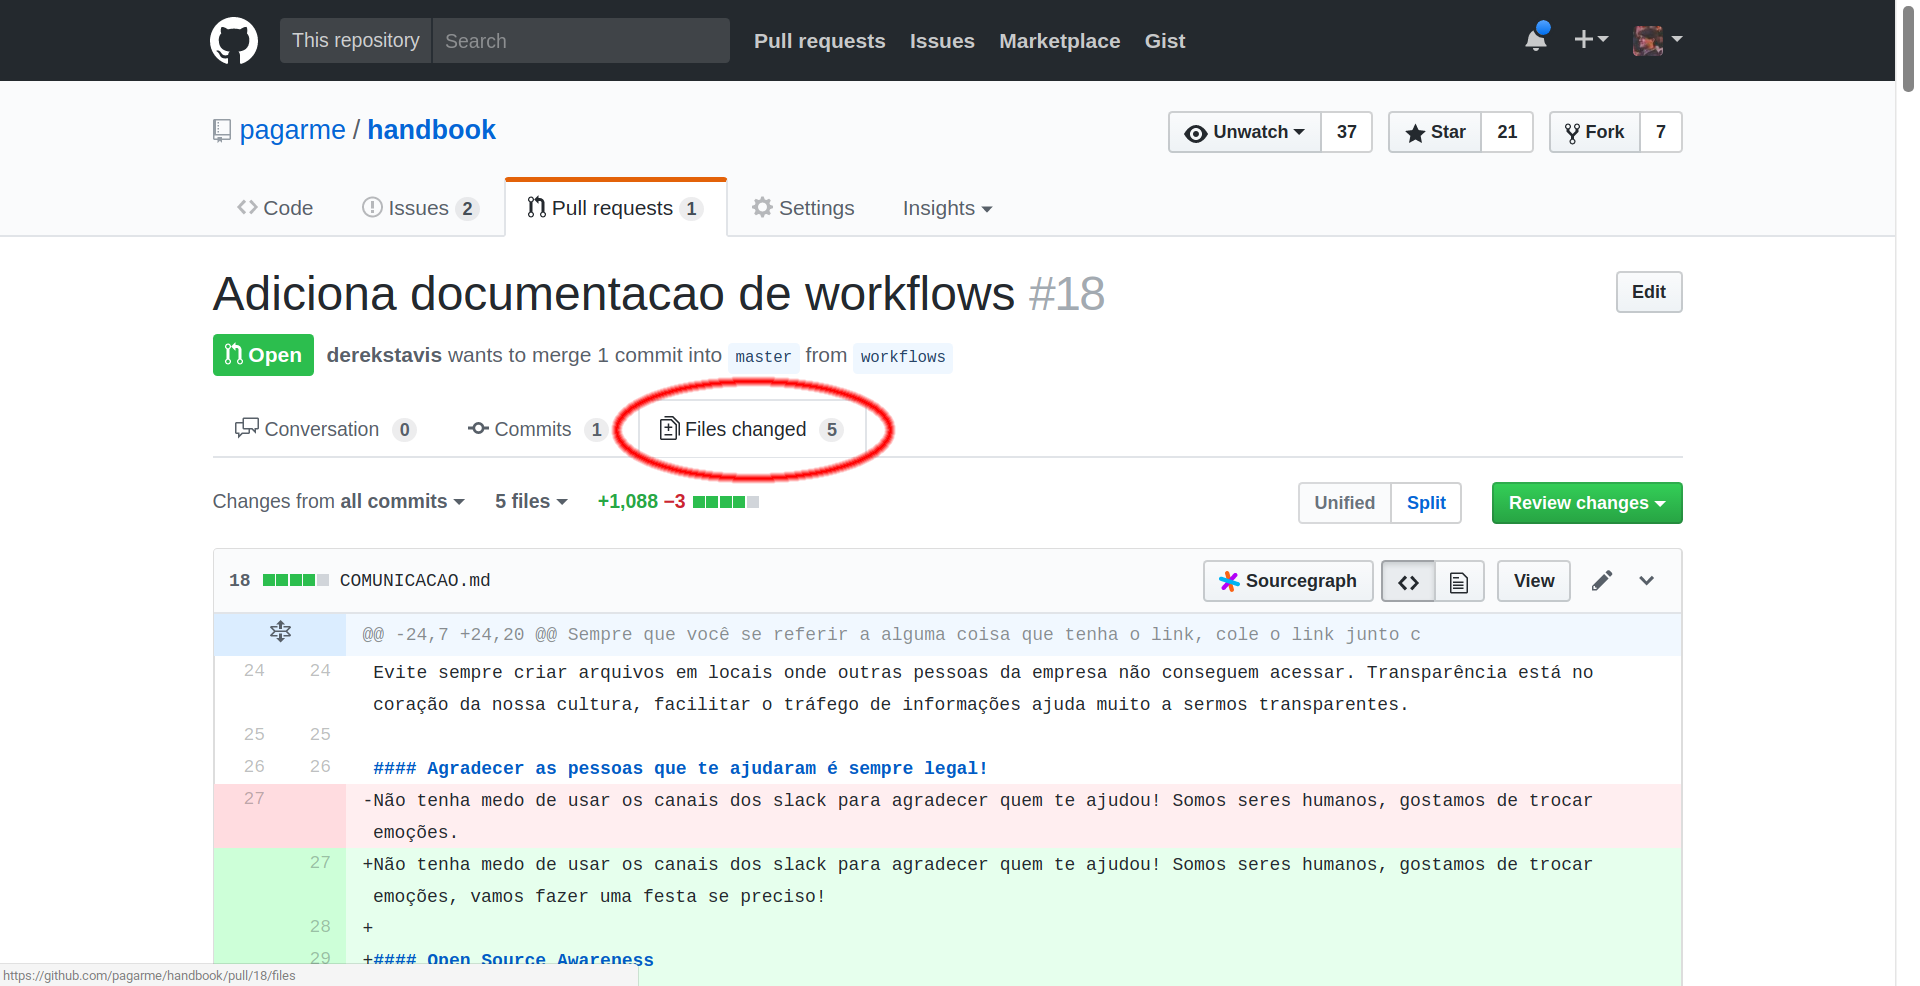 This repository Search Pull requests Issues Marketplace Gist
pagarme / handbook Unwatch 37 Star 21 Fork 7
Code Issues 2 Pull requests 1 Settings Insights
Adiciona documentacao de workflows #18 Edit
Open derekstavis wants to merge 1 commit into master from workflows
Conversation 0 Commits 1 Files changed 5
Changes from all commits 5 files +1,088 −3 Unified Split Review changes
18 COMUNICACAO.md Sourcegraph <> View
@@ -24,7 +24,20 @@ Sempre que você se referir a alguma coisa que tenha o link, cole o link junto c
24 24 Evite sempre criar arquivos em locais onde outras pessoas da empresa não conseguem acessar. Transparência está no
coração da nossa cultura, facilitar o tráfego de informações ajuda muito a sermos transparentes.
25 25
26 26 #### Agradecer as pessoas que te ajudaram é sempre legal!
27 -Não tenha medo de usar os canais dos slack para agradecer quem te ajudou! Somos seres humanos, gostamos de trocar
emoções.
27 +Não tenha medo de usar os canais dos slack para agradecer quem te ajudou! Somos seres humanos, gostamos de trocar
emoções, vamos fazer uma festa se preciso!
28 +
29 +#### Open Source Awareness
https://github.com/pagarme/handbook/pull/18/files